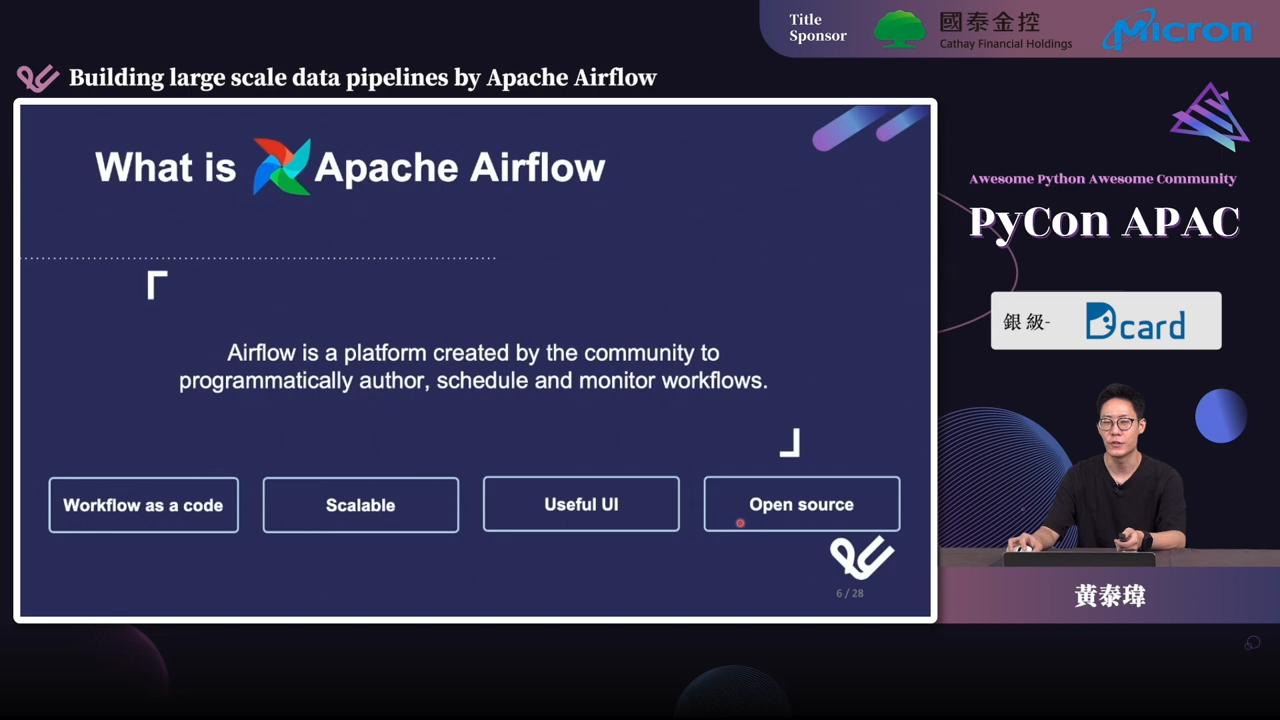 Title
Sponsor
國泰金控
Cathay Financial Holdings
Micron
Building large scale data pipelines by Apache Airflow
What is Apache Airflow
Airflow is a platform created by the community to
programmatically author, schedule and monitor workflows.
Workflow as a code
Scalable
Useful UI
Open source
6 / 28
Awesome Python Awesome Community
PyCon APAC
銀級-
Dcard
黃泰瑋